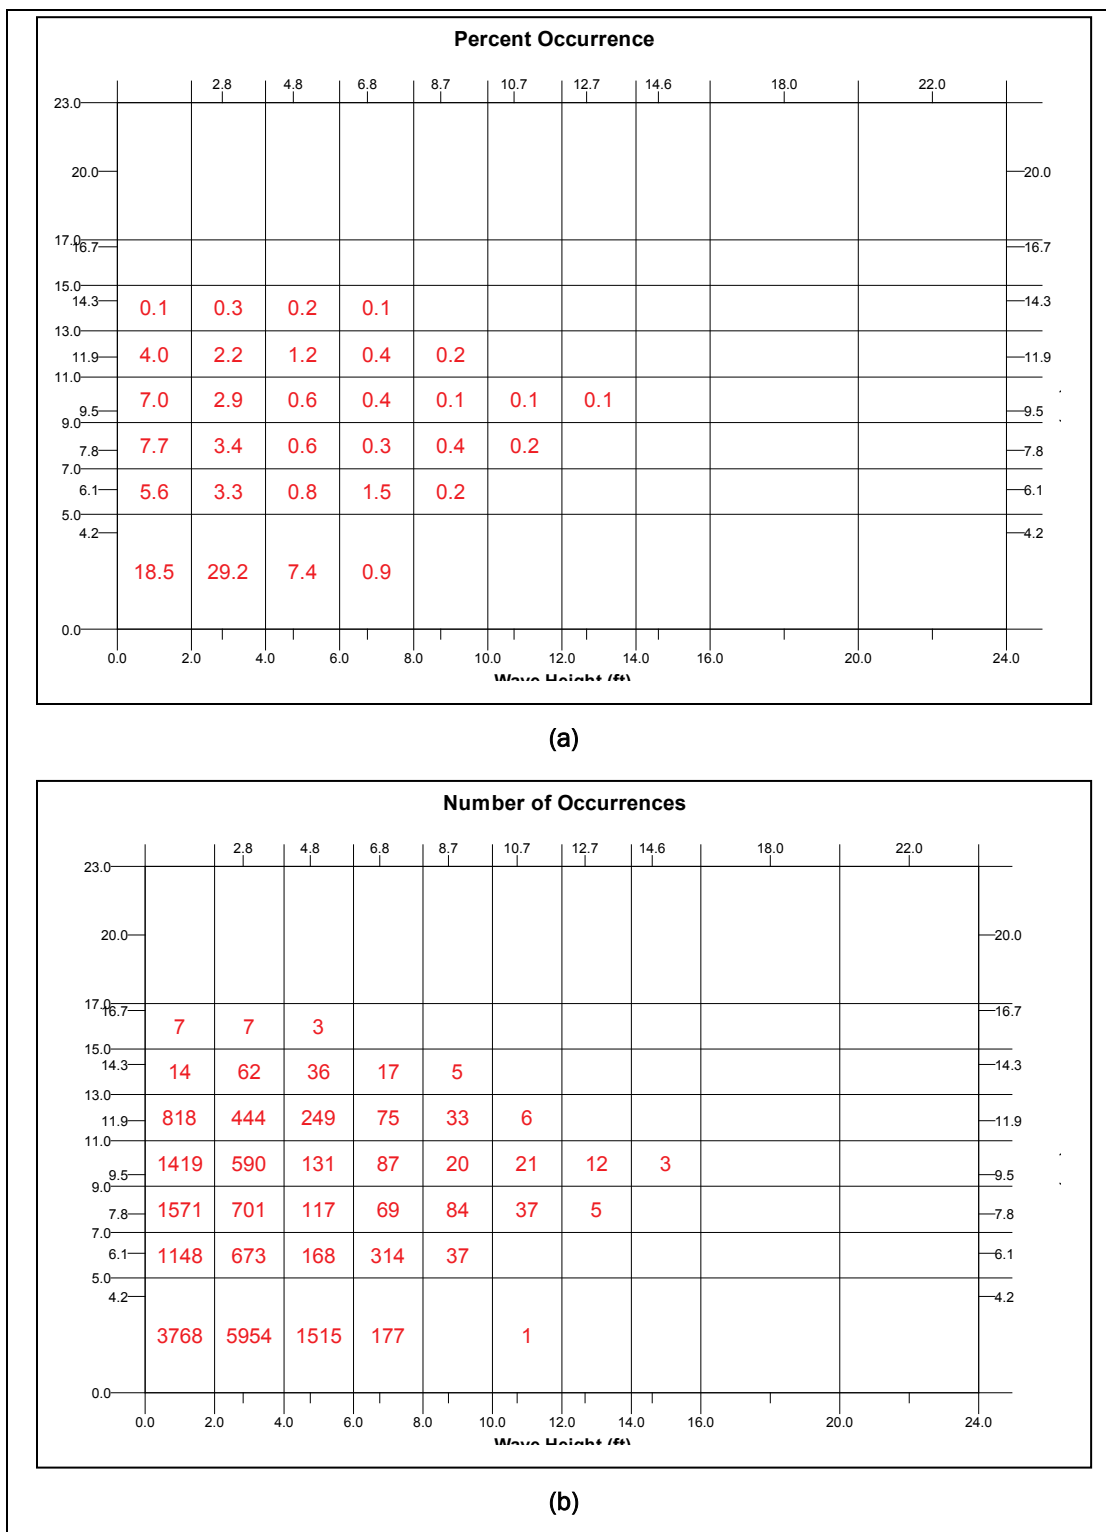 Percent Occurrence
2.8 4.8 6.8 8.7 10.7 12.7 14.6 18.0 22.0
23.0
20.0 20.0
17.0
16.7 16.7
15.0
14.3 14.3
0.1 0.3 0.2 0.1
13.0
11.9 4.0 2.2 1.2 0.4 0.2 11.9
11.0
7.0 2.9 0.6 0.4 0.1 0.1 0.1
9.5 9.5
9.0
7.8 7.7 3.4 0.6 0.3 0.4 0.2 7.8
7.0
6.1 5.6 3.3 0.8 1.5 0.2 6.1
5.0
4.2 4.2
18.5 29.2 7.4 0.9
0.0
0.0 2.0 4.0 6.0 8.0 10.0 12.0 14.0 16.0 20.0 24.0
Wave Height (ft)
(a)
Number of Occurrences
2.8 4.8 6.8 8.7 10.7 12.7 14.6 18.0 22.0
23.0
20.0 20.0
17.0
16.7 16.7
7 7 3
15.0
14.3 14.3
14 62 36 17 5
13.0
11.9 818 444 249 75 33 6 11.9
11.0
1419 590 131 87 20 21 12 3
9.5 9.5
9.0
7.8 1571 701 117 69 84 37 5 7.8
7.0
6.1 1148 673 168 314 37 6.1
5.0
4.2 4.2
3768 5954 1515 177 1
0.0
0.0 2.0 4.0 6.0 8.0 10.0 12.0 14.0 16.0 20.0 24.0
Wave Height (ft)
(b)